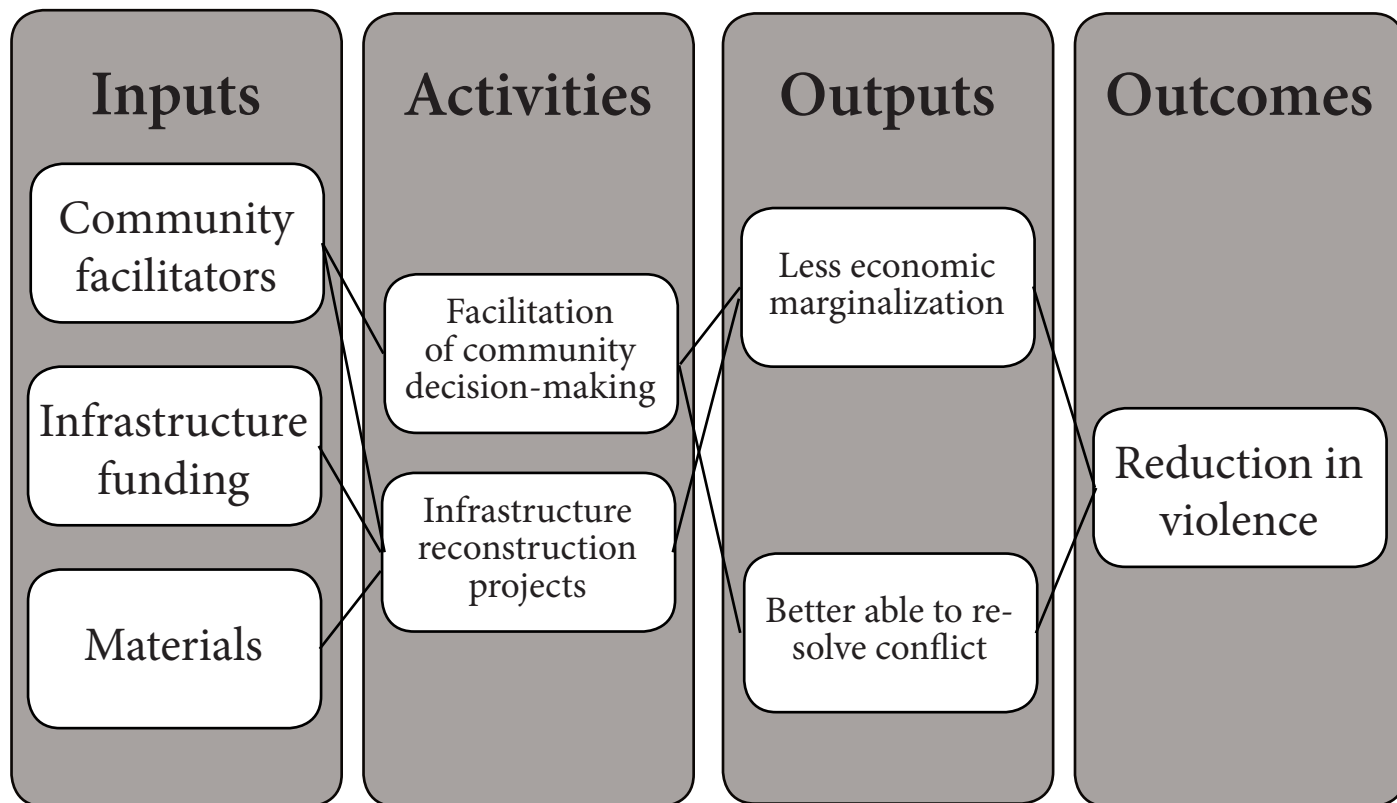 Inputs
Community
facilitators
Infrastructure
funding
Materials
Activities
Facilitation
of community
decision-making
Infrastructure
reconstruction
projects
Outputs
Less economic
marginalization
Better able to re-
solve conflict
Outcomes
Reduction in
violence